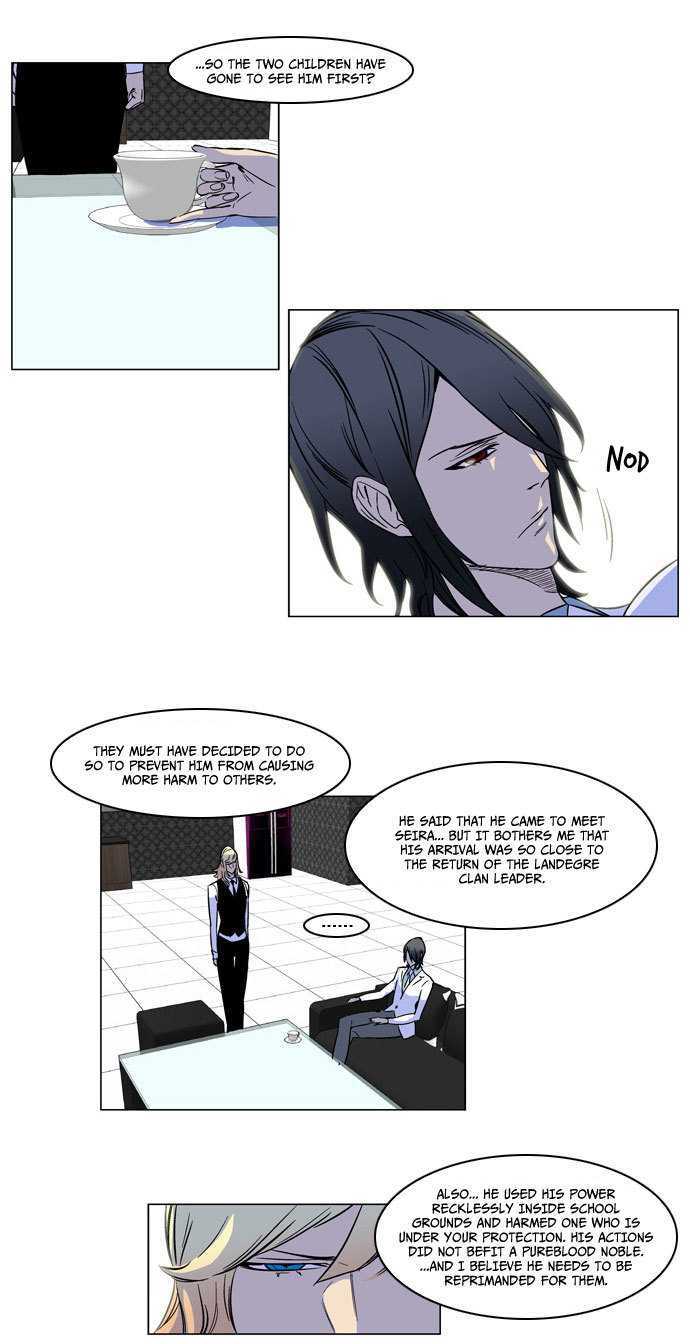 ...SO THE TWO CHILDREN HAVE
GONE TO SEE HIM FIRST?
NOD
THEY MUST HAVE DECIDED TO DO
SO TO PREVENT HIM FROM CAUSING
MORE HARM TO OTHERS.
HE SAID THAT HE CAME TO MEET
SEIRA... BUT IT BOTHERS ME THAT
HIS ARRIVAL WAS SO CLOSE TO
THE RETURN OF THE LANDEGRE
CLAN LEADER.
......
ALSO... HE USED HIS POWER
RECKLESSLY INSIDE SCHOOL
GROUNDS AND HARMED ONE WHO IS
UNDER YOUR PROTECTION. HIS ACTIONS
DID NOT BEFIT A PUREBLOOD NOBLE.
...AND I BELIEVE HE NEEDS TO BE
REPRIMANDED FOR THEM.